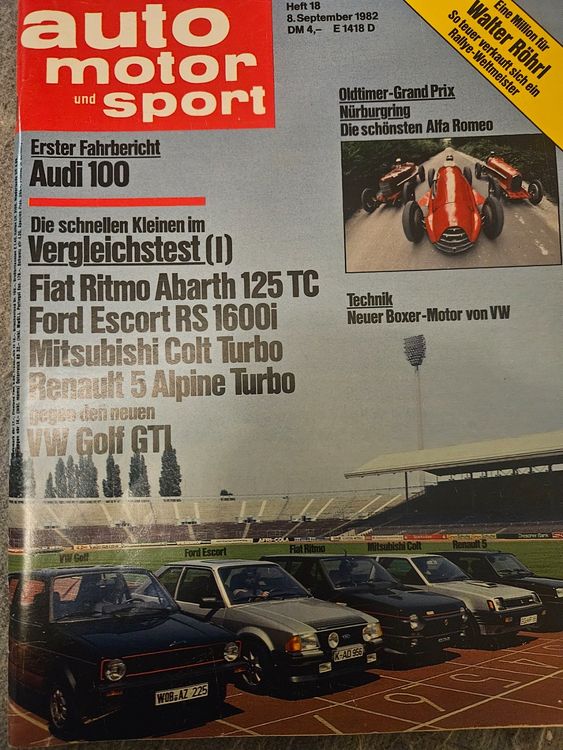 auto
motor
und sport
Heft 18
8. September 1982
DM 4,– E 1418 D
Eine Million für
Walter Röhrl
So teuer verkauft sich ein
Rallye-Weltmeister
Oldtimer-Grand Prix
Nürburgring
Die schönsten Alfa Romeo
Erster Fahrbericht
Audi 100
Die schnellen Kleinen im
Vergleichstest (I)
Fiat Ritmo Abarth 125 TC
Ford Escort RS 1600i
Mitsubishi Colt Turbo
Renault 5 Alpine Turbo
gegen den neuen
VW Golf GTI
Technik
Neuer Boxer-Motor von VW
VW Golf
Ford Escort
Fiat Ritmo
Mitsubishi Colt
Renault 5
WOB-AZ 225
K-AD 956